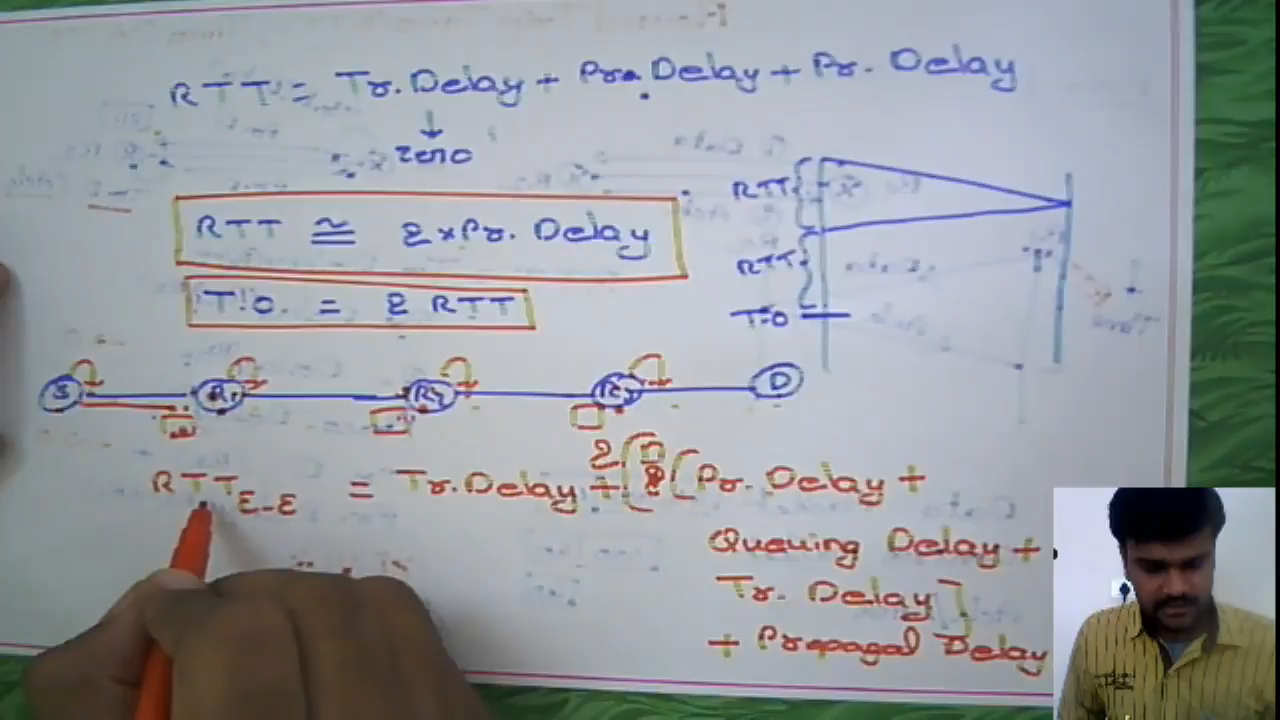 RTT = Tr. Delay + Pro. Delay + Pr. Delay
zero
RTT ≅ 2 x Pr. Delay
T.O. = 2 RTT
RTT
RTT
T.O
S R1 R2 R3 D
RTT E-E = Tr. Delay + 2 ( n ( Pr. Delay +
Queuing Delay +
Tr. Delay ]
+ Propagal Delay